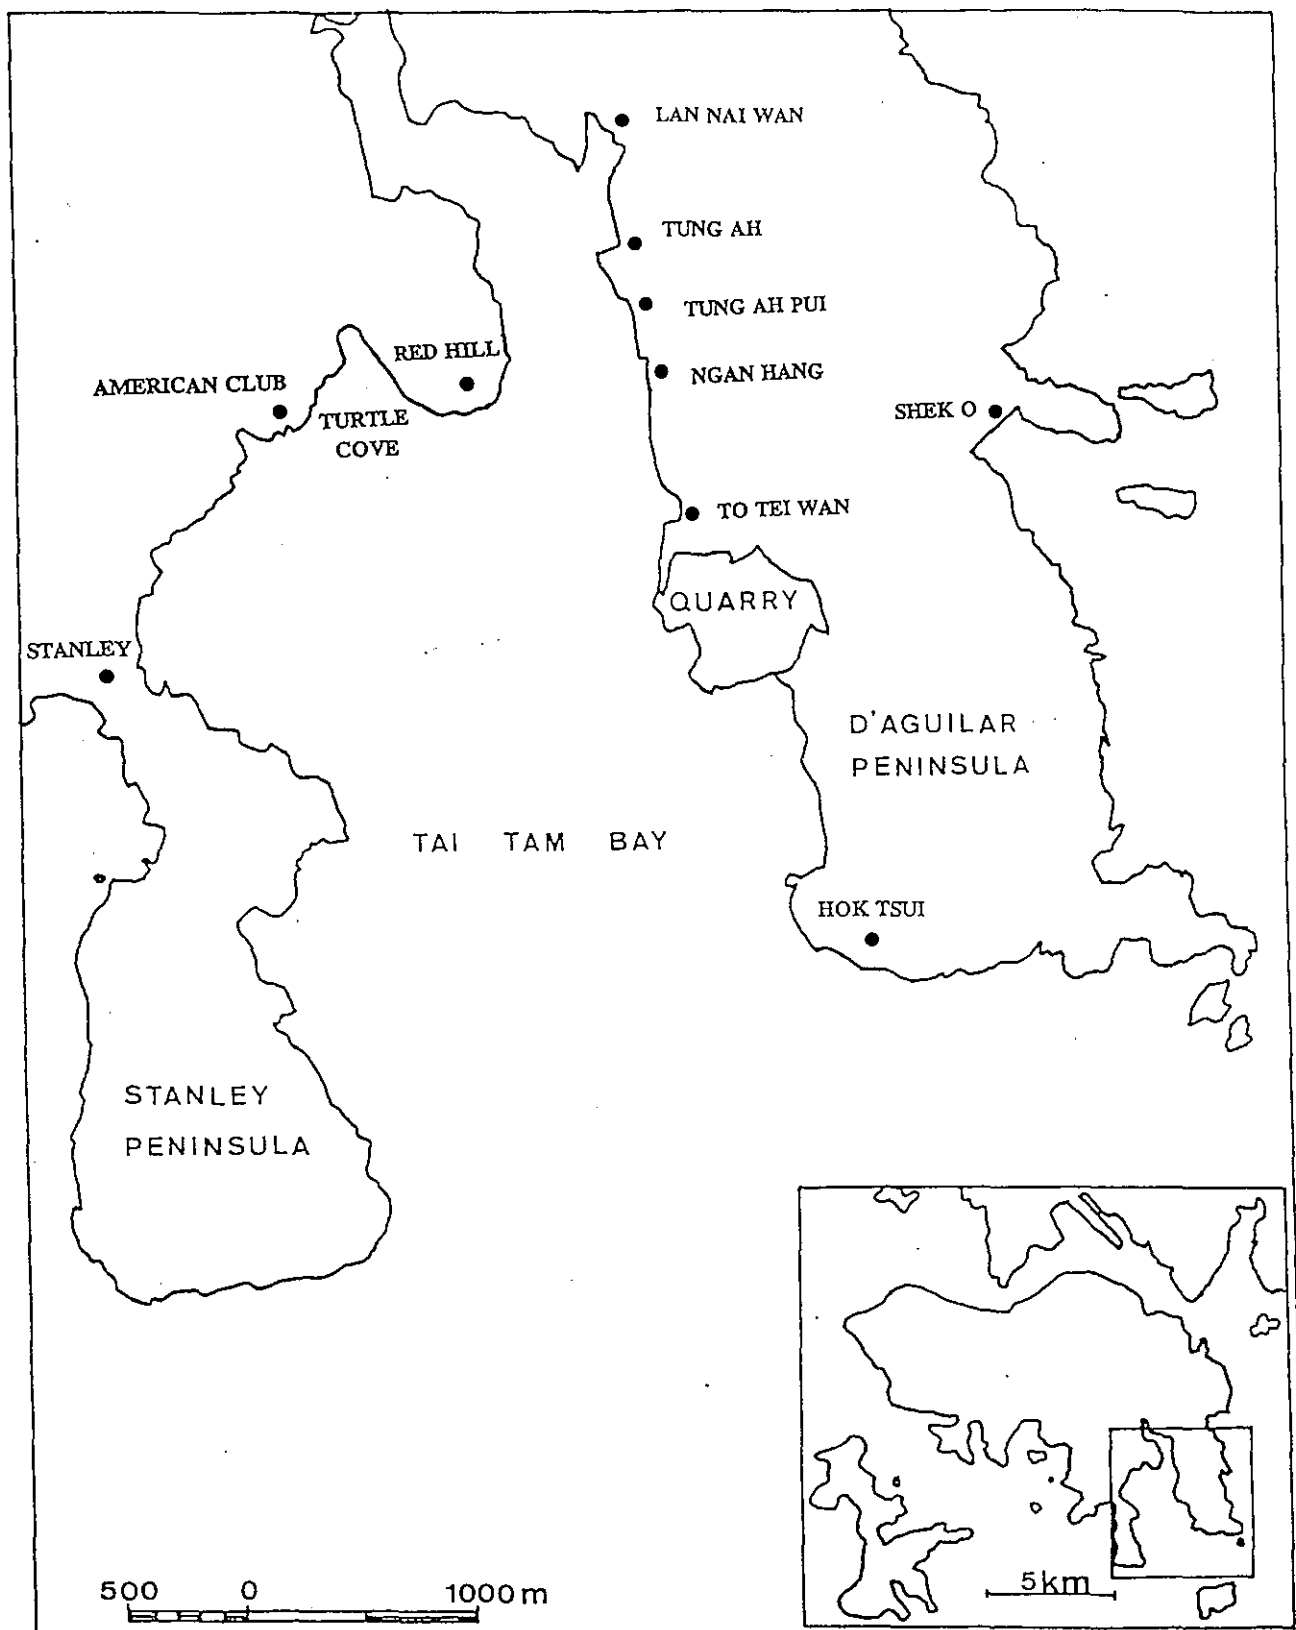 LAN NAI WAN
TUNG AH
TUNG AH PUI
RED HILL
NGAN HANG
AMERICAN CLUB
SHEK O
TURTLE
COVE
TO TEI WAN
QUARRY
STANLEY
D'AGUILAR
PENINSULA
TAI TAM BAY
HOK TSUI
STANLEY
PENINSULA
500 0 1000m
5km